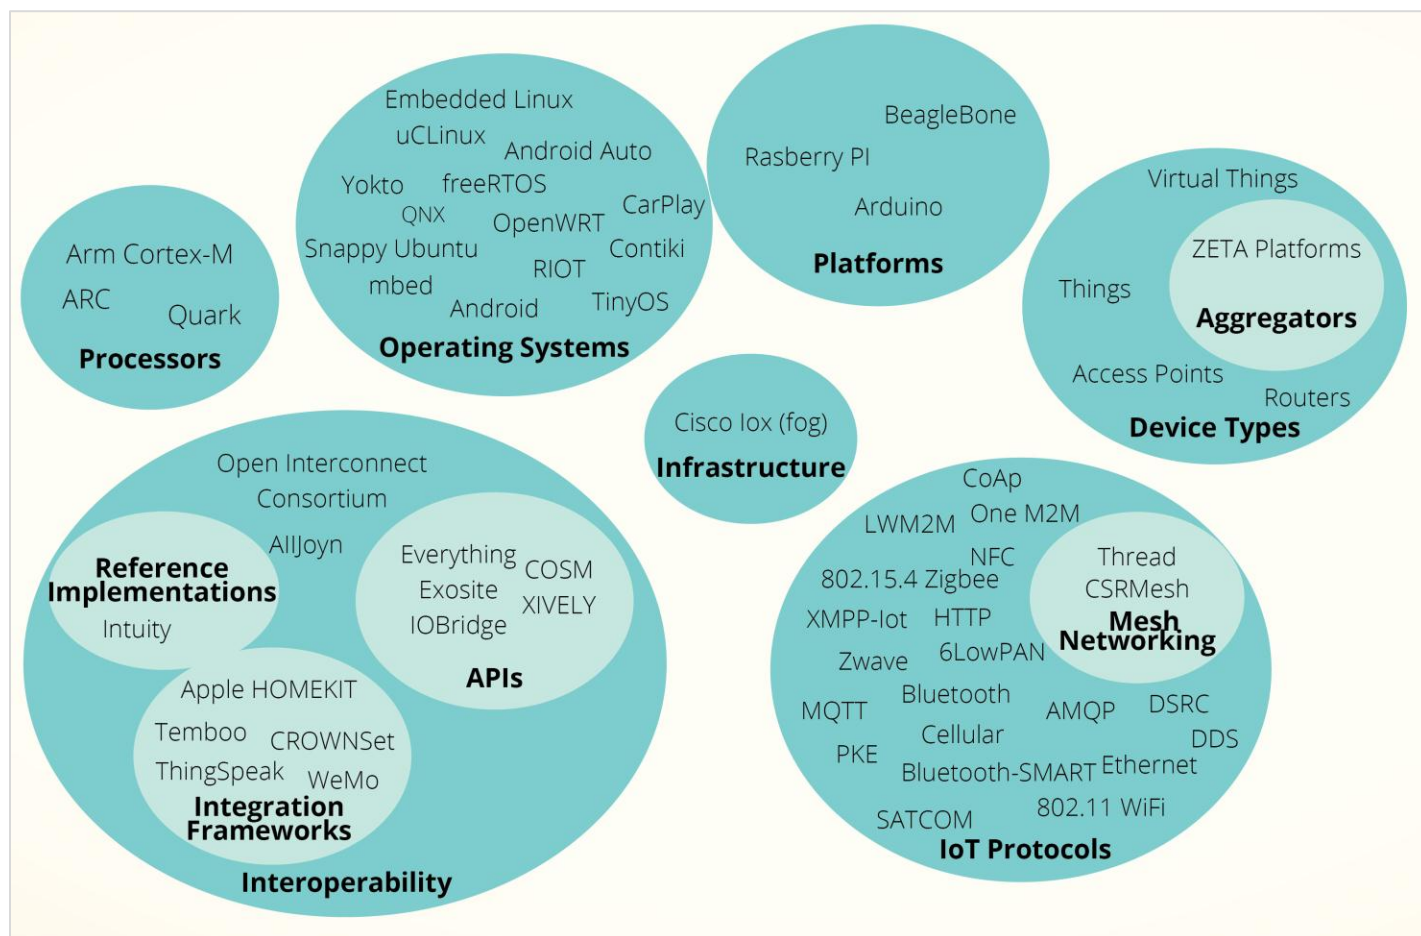 Arm Cortex-M
ARC
Quark
Processors
Embedded Linux
uCLinux
Android Auto
Yokto
freeRTOS
QNX
CarPlay
OpenWRT
Snappy Ubuntu
Contiki
RIOT
mbed
Android
TinyOS
Operating Systems
BeagleBone
Rasberry PI
Arduino
Platforms
Virtual Things
ZETA Platforms
Things
Aggregators
Access Points
Routers
Device Types
Cisco Iox (fog)
Infrastructure
Open Interconnect
Consortium
AllJoyn
Reference
Implementations
Intuity
Everything
COSM
Exosite
XIVELY
IOBridge
APIs
Apple HOMEKIT
Temboo
CROWNSet
ThingSpeak
WeMo
Integration
Frameworks
Interoperability
CoAp
One M2M
LWM2M
NFC
Thread
802.15.4 Zigbee
CSRMesh
XMPP-Iot
HTTP
Mesh
Networking
Zwave
6LowPAN
Bluetooth
MQTT
AMQP
DSRC
Cellular
DDS
PKE
Bluetooth-SMART
Ethernet
802.11 WiFi
SATCOM
IoT Protocols